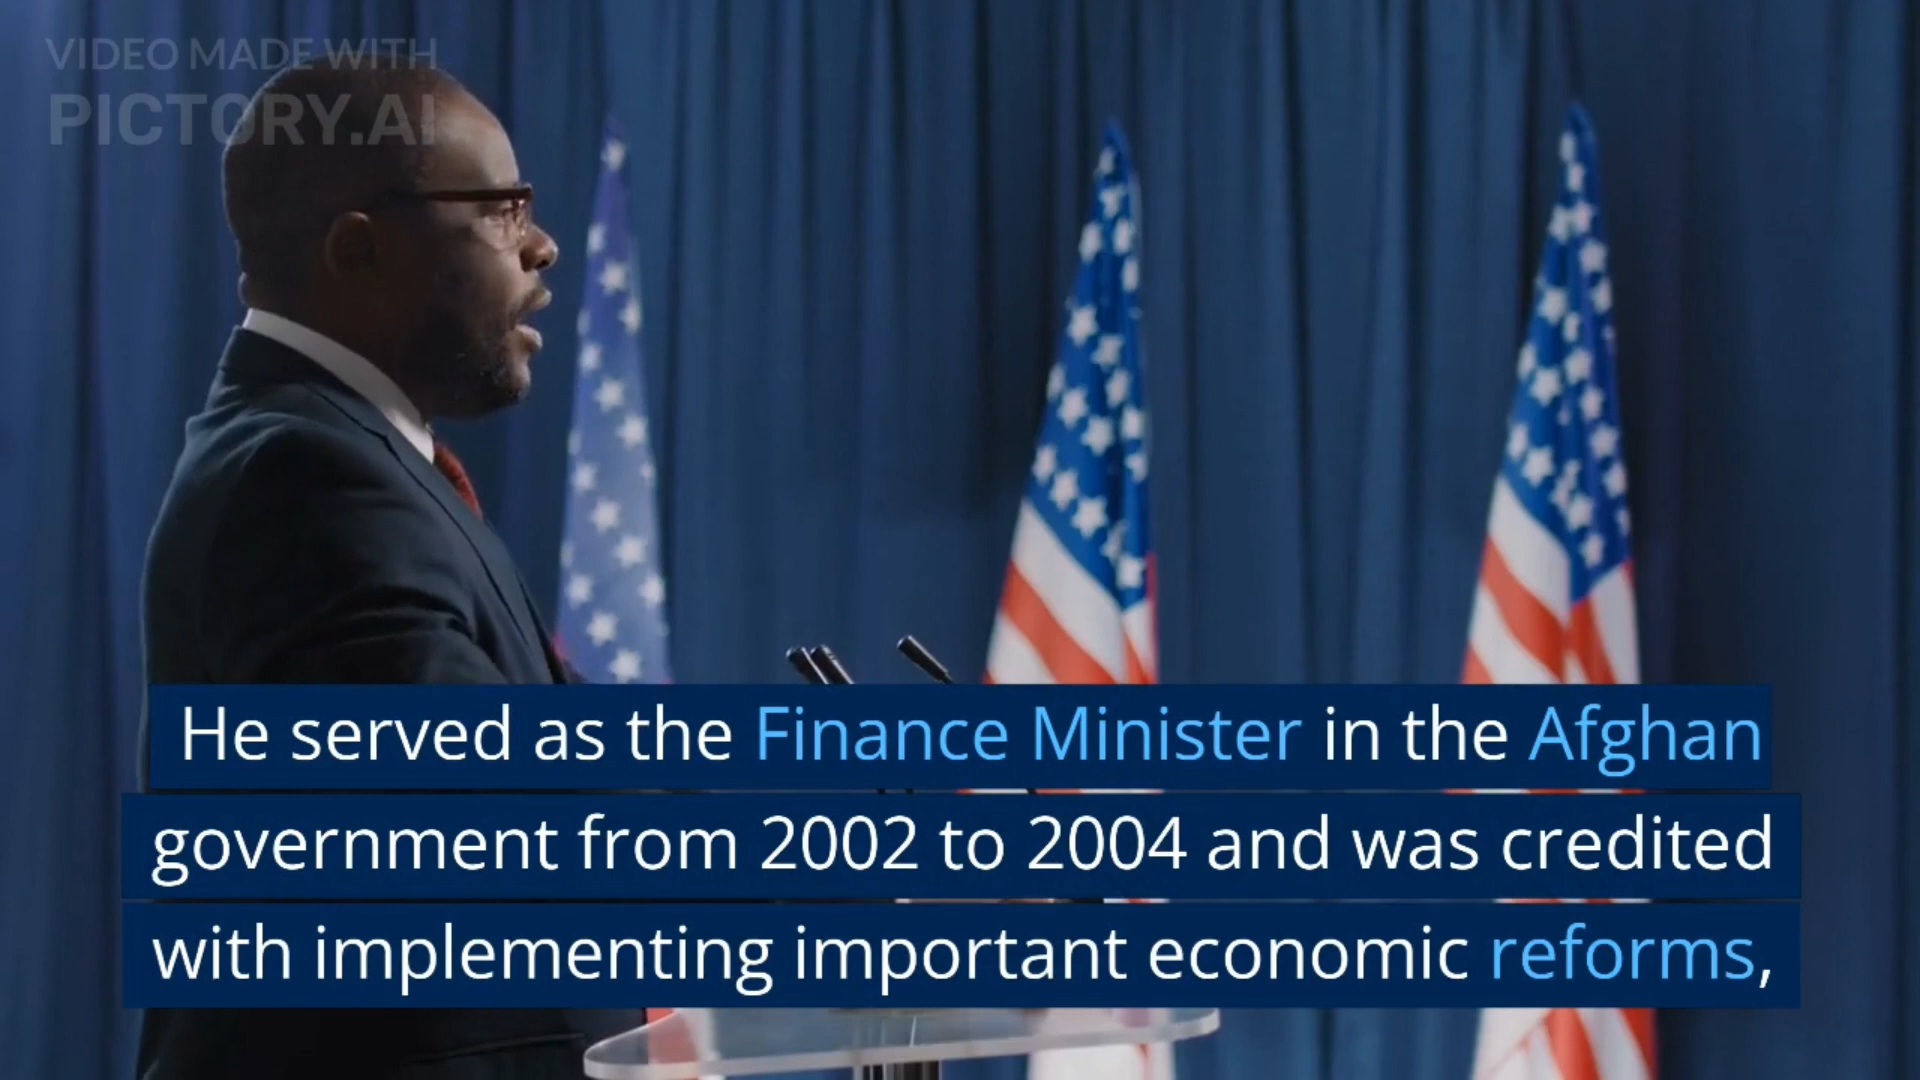 VIDEO MADE WITH
PICTORY.AI
He served as the Finance Minister in the Afghan
government from 2002 to 2004 and was credited
with implementing important economic reforms,